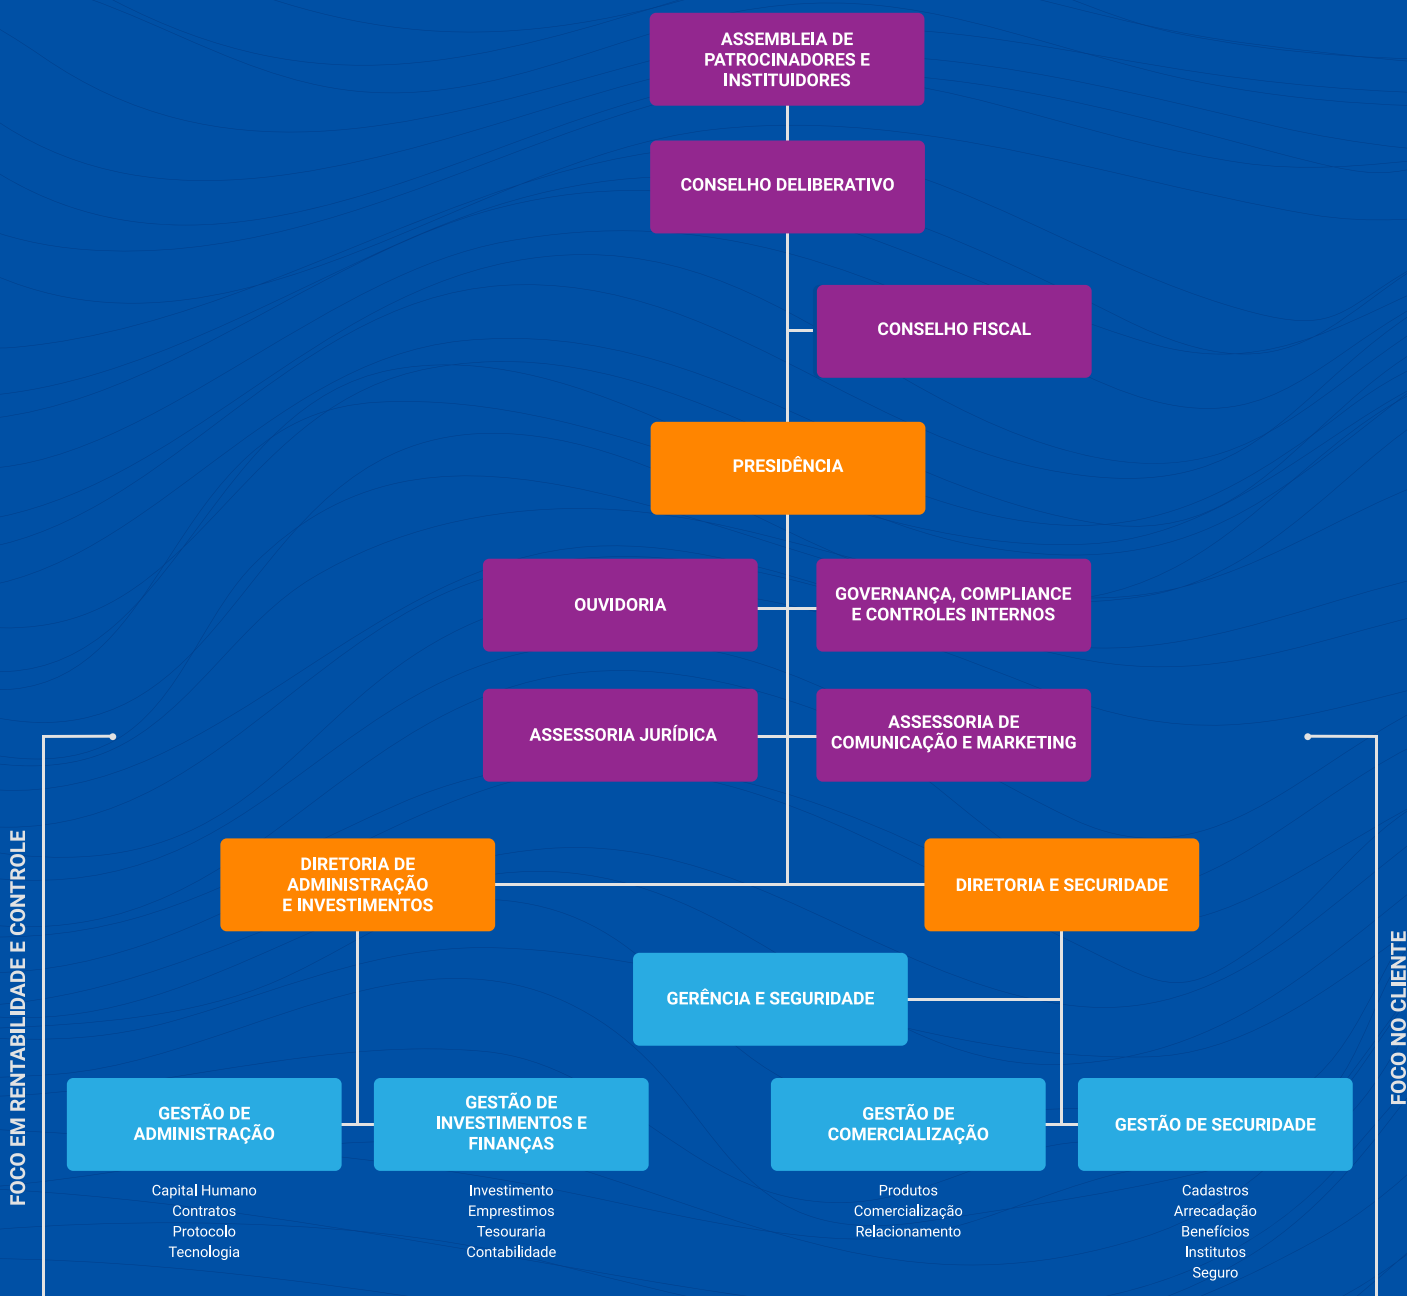 ASSEMBLEIA DE
PATROCINADORES E
INSTITUIDORES
CONSELHO DELIBERATIVO
CONSELHO FISCAL
PRESIDÊNCIA
OUVIDORIA
GOVERNANÇA, COMPLIANCE
E CONTROLES INTERNOS
ASSESSORIA JURÍDICA
ASSESSORIA DE
COMUNICAÇÃO E MARKETING
FOCO EM RENTABILIDADE E CONTROLE
DIRETORIA DE
ADMINISTRAÇÃO
E INVESTIMENTOS
DIRETORIA E SECURIDADE
FOCO NO CLIENTE
GERÊNCIA E SEGURIDADE
GESTÃO DE
ADMINISTRAÇÃO
Capital Humano
Contratos
Protocolo
Tecnologia
GESTÃO DE
INVESTIMENTOS E
FINANÇAS
Investimento
Emprestimos
Tesouraria
Contabilidade
GESTÃO DE
COMERCIALIZAÇÃO
Produtos
Comercialização
Relacionamento
GESTÃO DE SECURIDADE
Cadastros
Arrecadação
Benefícios
Institutos
Seguro